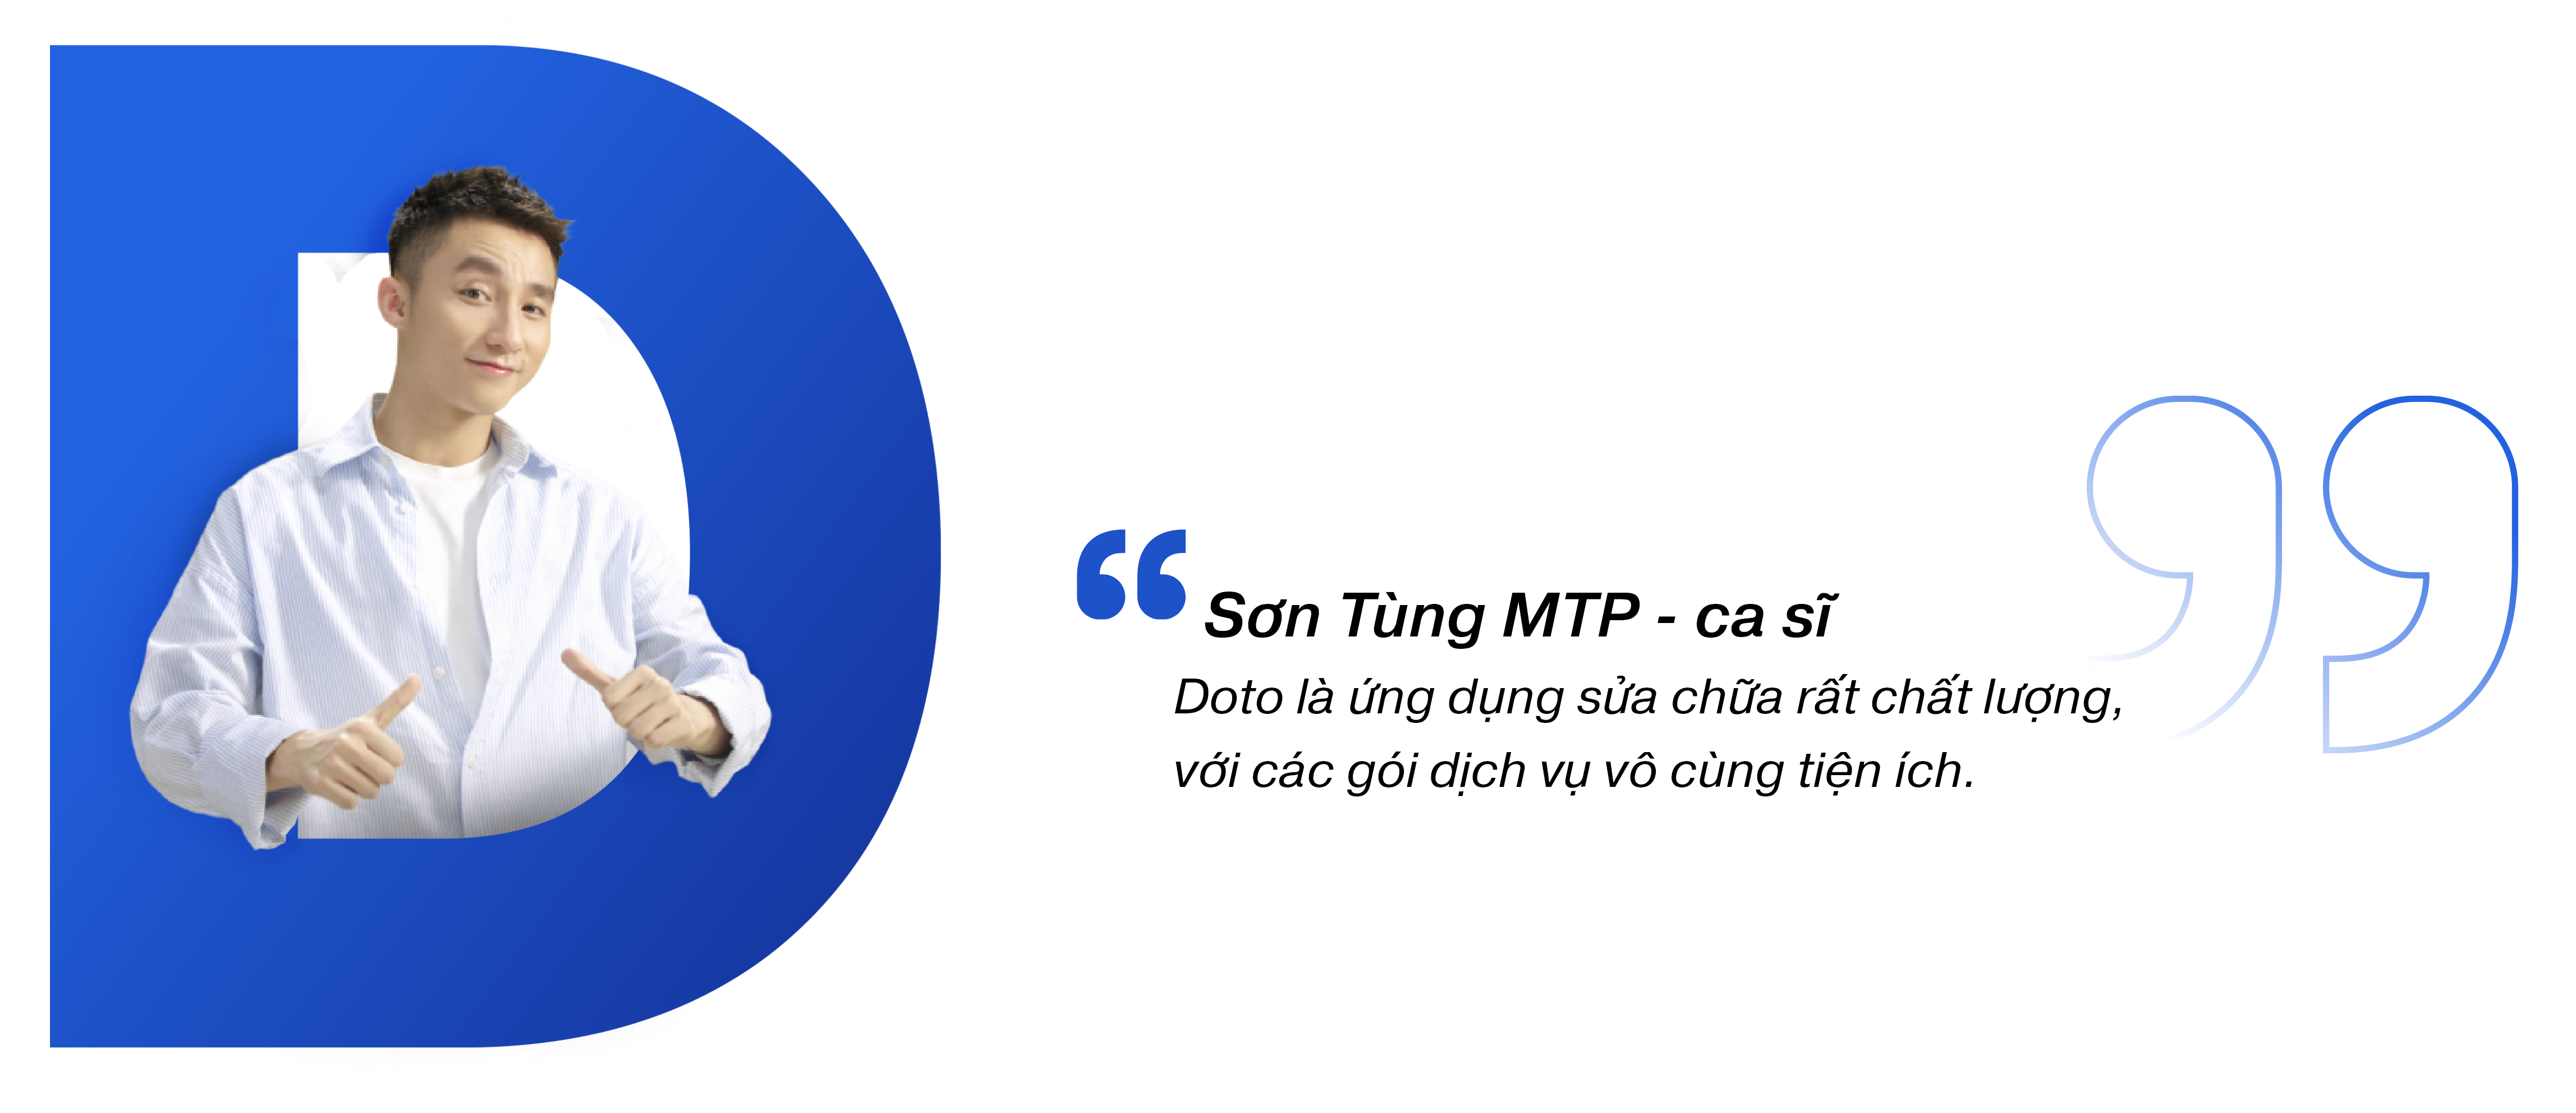 Sơn Tùng MTP - ca sĩ
Doto là ứng dụng sửa chữa rất chất lượng,
với các gói dịch vụ vô cùng tiện ích.